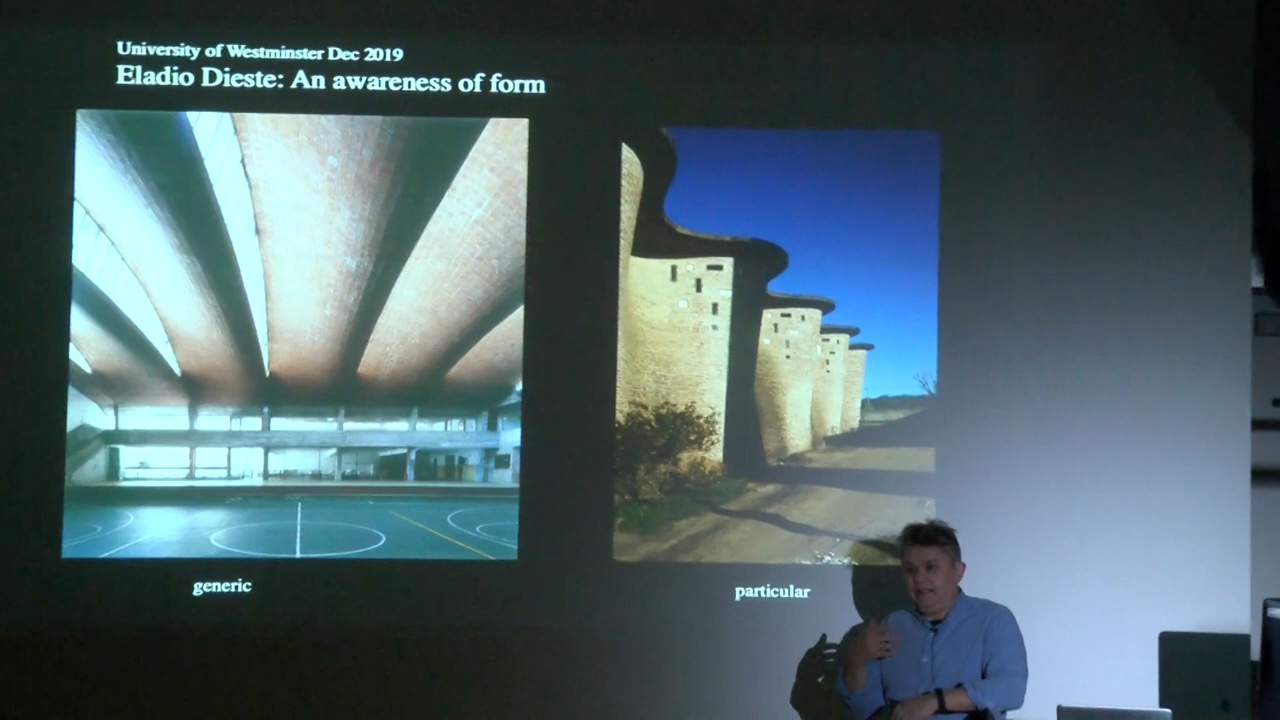 University of Westminster Dec 2019
Eladio Dieste: An awareness of form
generic
particular